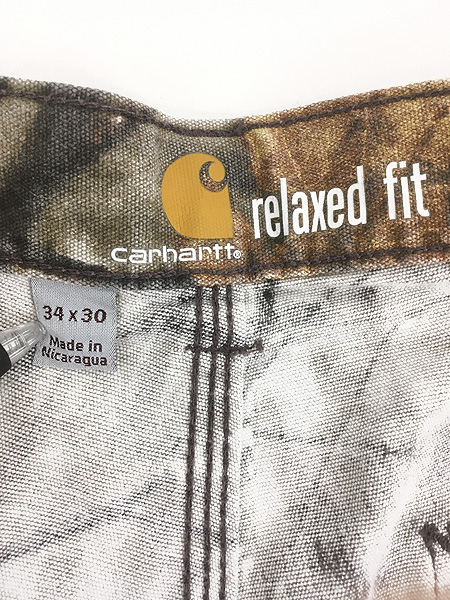 carhartt®
relaxed fit
34 x 30
Made in
Nicaragua